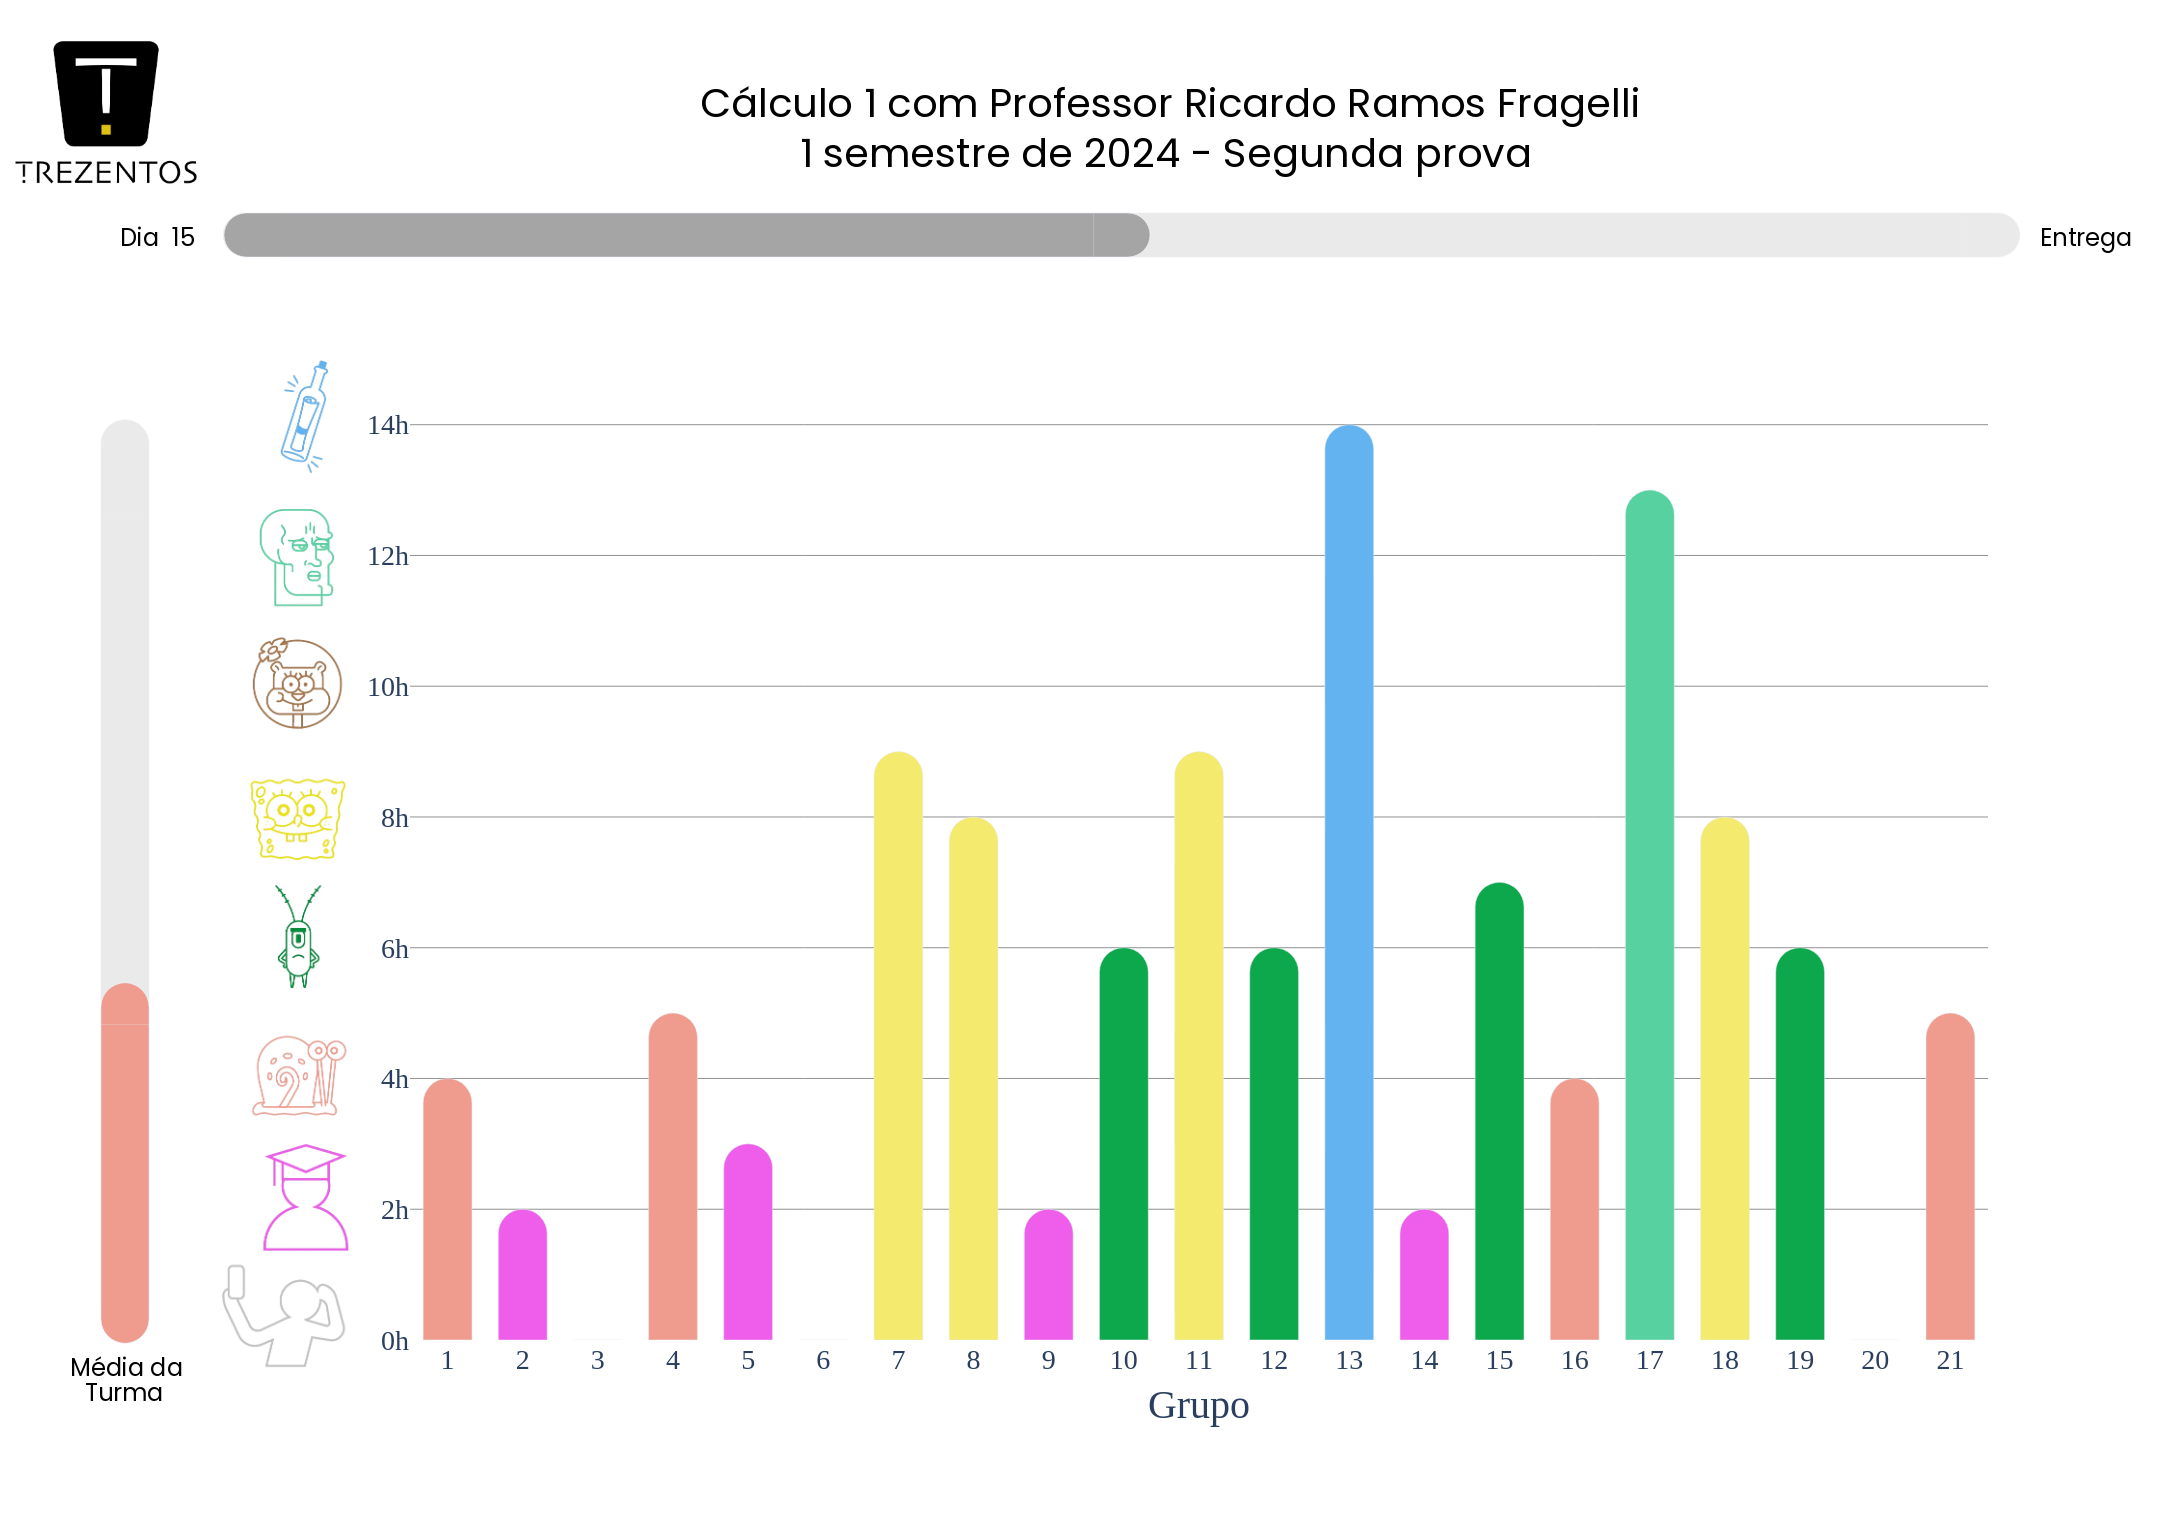 TREZENTOS
Cálculo 1 com Professor Ricardo Ramos Fragelli
1 semestre de 2024 - Segunda prova
Dia 15
Entrega
14h
12h
10h
8h
6h
4h
2h
0h
1 2 3 4 5 6 7 8 9 10 11 12 13 14 15 16 17 18 19 20 21
Grupo
Média da
Turma